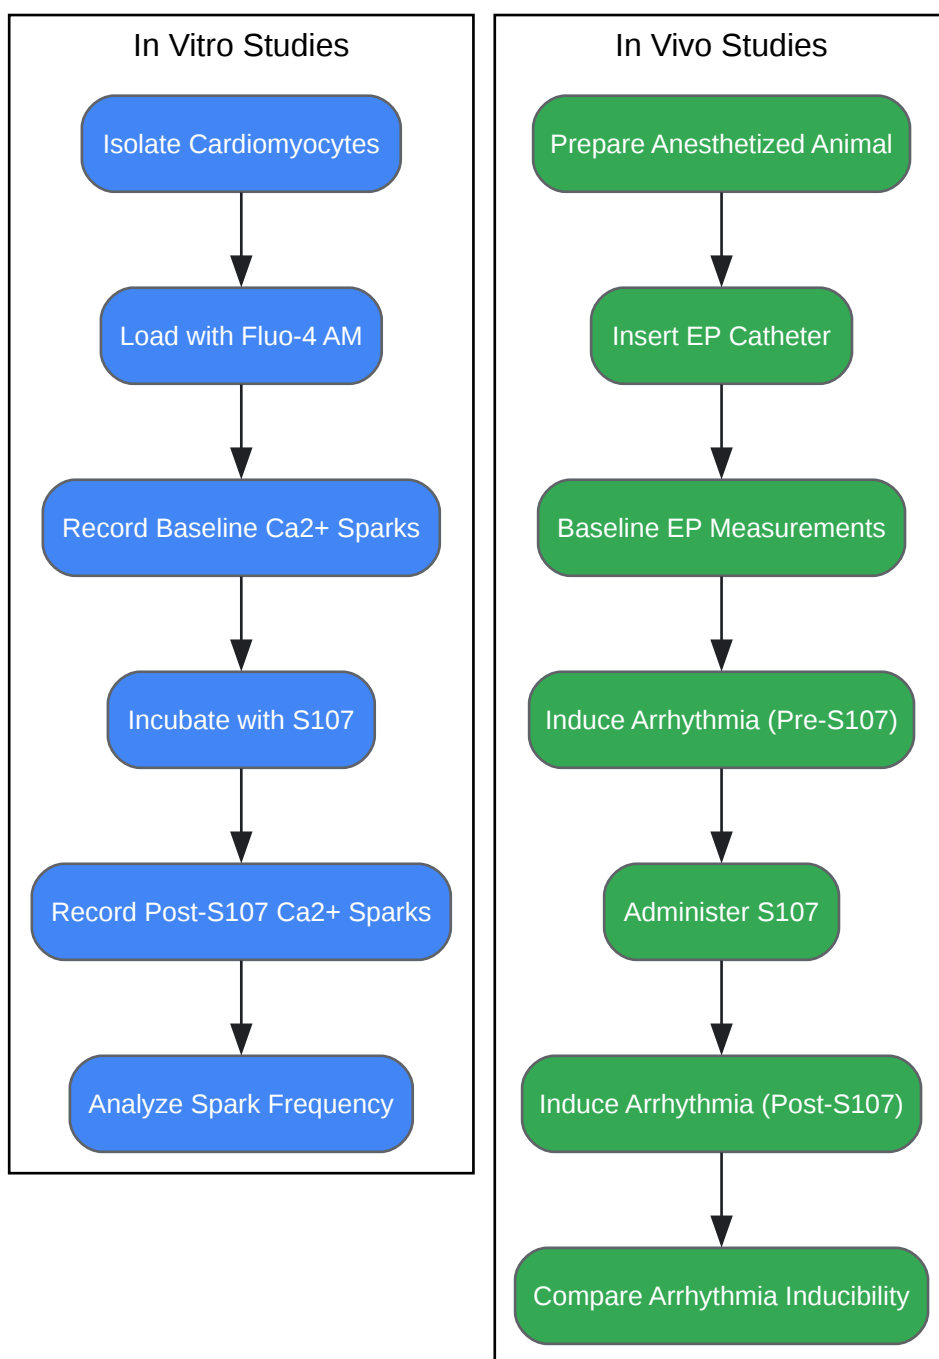 In Vitro Studies
Isolate Cardiomyocytes
Load with Fluo-4 AM
Record Baseline Ca2+ Sparks
Incubate with S107
Record Post-S107 Ca2+ Sparks
Analyze Spark Frequency
In Vivo Studies
Prepare Anesthetized Animal
Insert EP Catheter
Baseline EP Measurements
Induce Arrhythmia (Pre-S107)
Administer S107
Induce Arrhythmia (Post-S107)
Compare Arrhythmia Inducibility